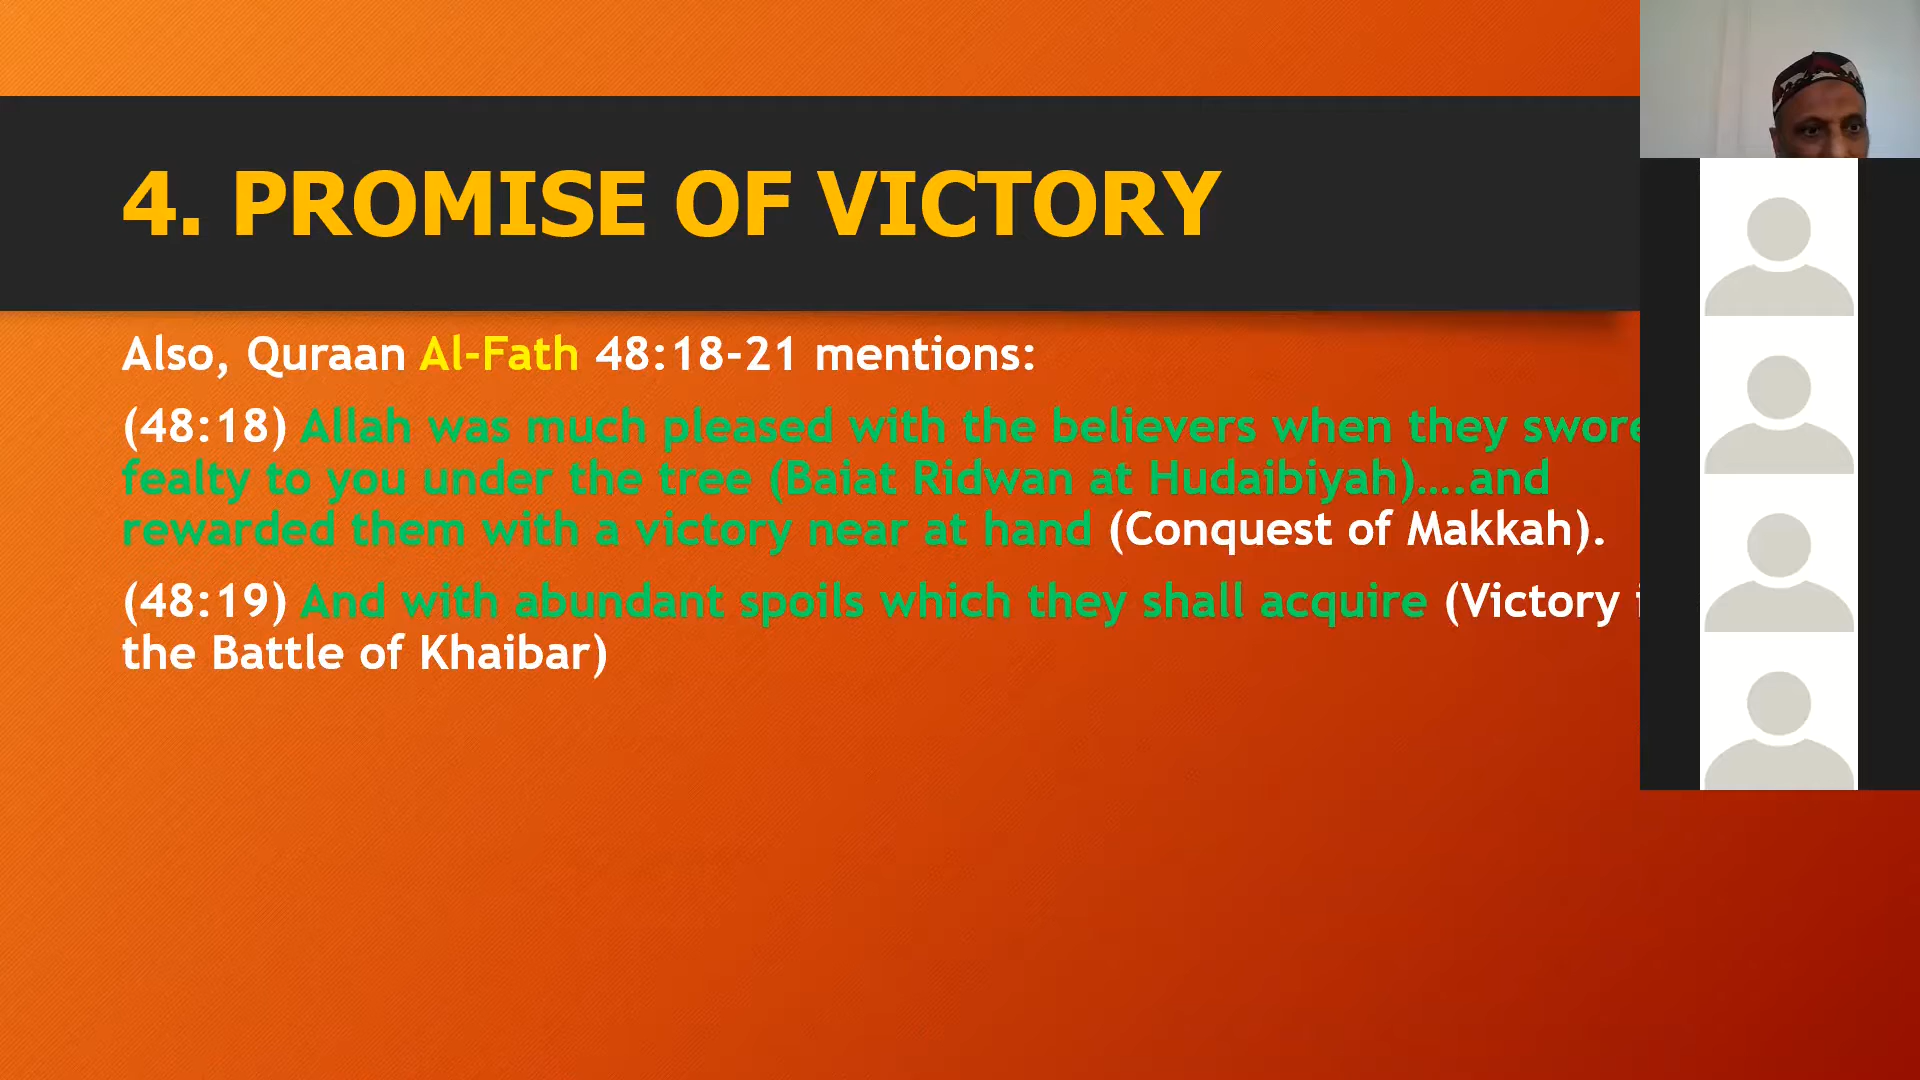 4. PROMISE OF VICTORY
Also, Quraan Al-Fath 48:18-21 mentions:
(48:18) Allah was much pleased with the believers when they swore
fealty to you under the tree (Baiat Ridwan at Hudaibiyah)....and
rewarded them with a victory near at hand (Conquest of Makkah).
(48:19) And with abundant spoils which they shall acquire (Victory
the Battle of Khaibar)